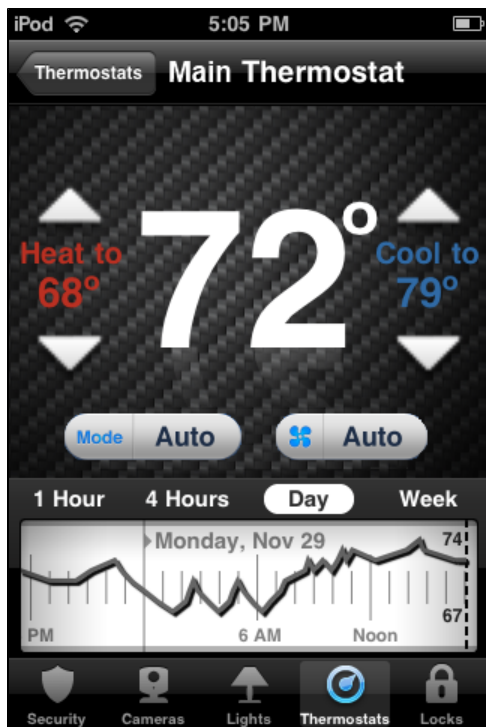 iPod 5:05 PM
Thermostats Main Thermostat
72°
Heat to
68°
Cool to
79°
Mode Auto
Auto
1 Hour 4 Hours Day Week
Monday, Nov 29 74
67
PM 6 AM Noon
Security Cameras Lights Thermostats Locks